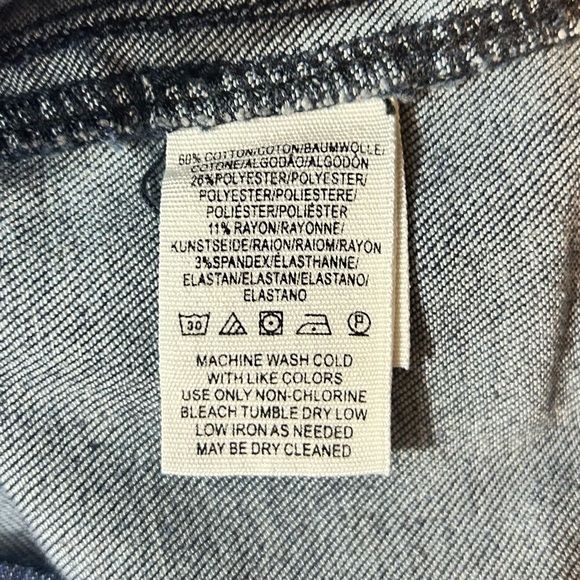 60% COTTON/COTON/BAUMWOLLE/
COTONE/ALGODÃO/ALGODÓN
26%POLYESTER/POLYESTER/
POLYESTER/POLIESTERE/
POLIÉSTER/POLIÉSTER
11% RAYON/RAYONNE/
KUNSTSEIDE/RAION/RAIOM/RAYON
3%SPANDEX/ÉLASTHANNE/
ELASTAN/ELASTAN/ELASTANO/
ELASTANO
30 P
MACHINE WASH COLD
WITH LIKE COLORS
USE ONLY NON-CHLORINE
BLEACH TUMBLE DRY LOW
LOW IRON AS NEEDED
MAY BE DRY CLEANED